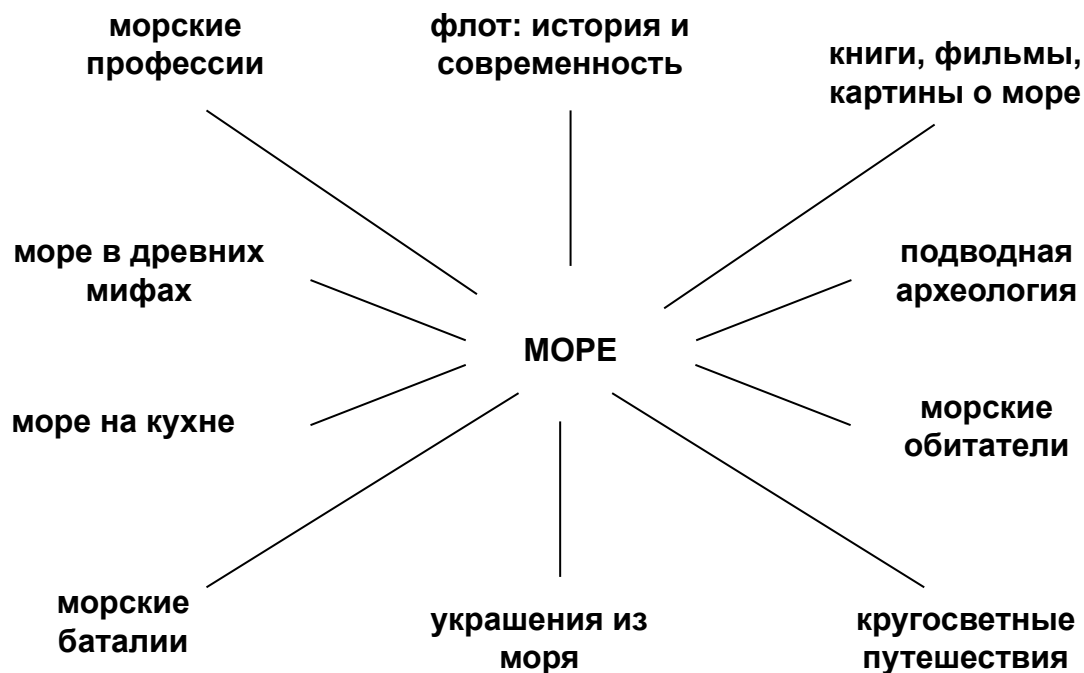 морские
профессии
флот: история и
современность
книги, фильмы,
картины о море
море в древних
мифах
подводная
археология
МОРЕ
море на кухне
морские
обитатели
морские
баталии
украшения из
моря
кругосветные
путешествия